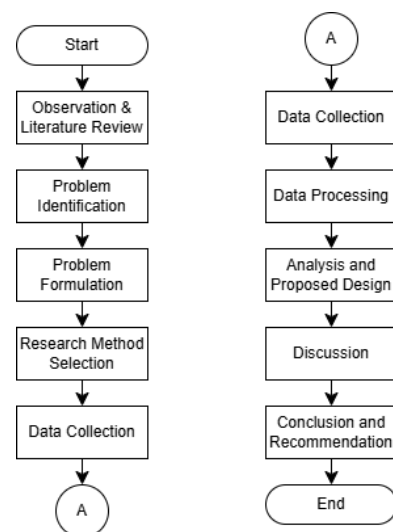 Start
Observation &
Literature Review
Problem
Identification
Problem
Formulation
Research Method
Selection
Data Collection
A
A
Data Collection
Data Processing
Analysis and
Proposed Design
Discussion
Conclusion and
Recommendation
End